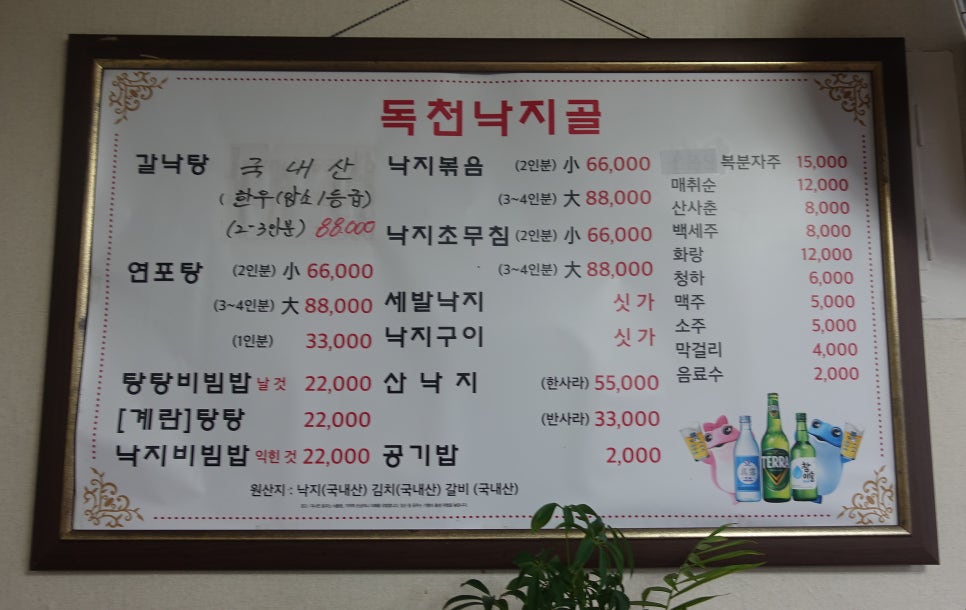 독천낙지골
갈낙탕 국내산
(한우(암소1등급)
(2-3인분) 88.000
연포탕 (2인분) 小 66,000
(3~4인분) 大 88,000
(1인분) 33,000
탕탕비빔밥 날 것 22,000
[계란]탕탕 22,000
낙지비빔밥 익힌 것 22,000
낙지볶음 (2인분) 小 66,000
(3~4인분) 大 88,000
낙지초무침 (2인분) 小 66,000
(3~4인분) 大 88,000
세발낙지 싯가
낙지구이 싯가
산낙지 (한사라) 55,000
(반사라) 33,000
공기밥 2,000
복분자주 15,000
매취순 12,000
산사춘 8,000
백세주 8,000
화랑 12,000
청하 6,000
맥주 5,000
소주 5,000
막걸리 4,000
음료수 2,000
TERRA
참이슬
원산지 : 낙지(국내산) 김치(국내산) 갈비 (국내산)